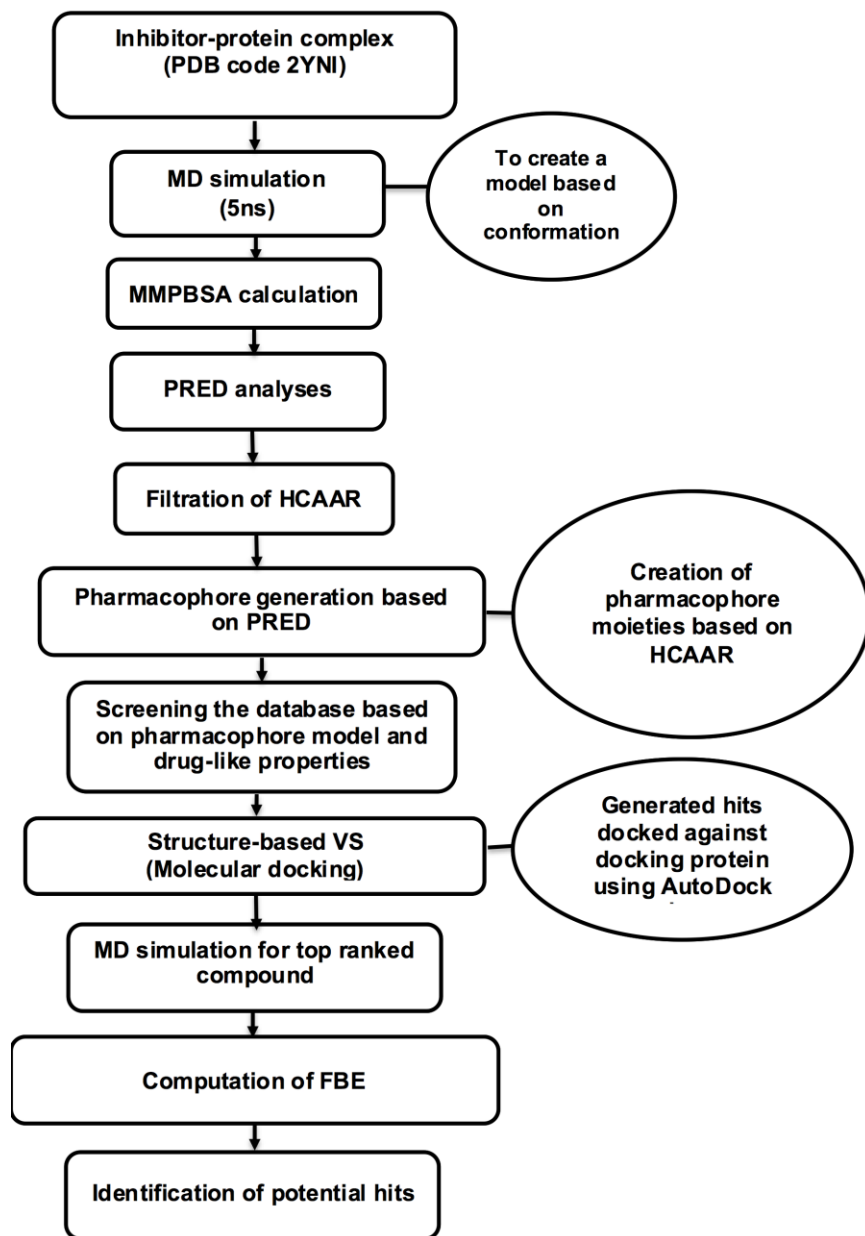 Inhibitor-protein complex
(PDB code 2YNI)
MD simulation
(5ns)
To create a
model based
on
conformation
MMPBSA calculation
PRED analyses
Filtration of HCAAR
Pharmacophore generation based
on PRED
Creation of
pharmacophore
moieties based on
HCAAR
Screening the database based
on pharmacophore model and
drug-like properties
Structure-based VS
(Molecular docking)
Generated hits
docked against
docking protein
using AutoDock
MD simulation for top ranked
compound
Computation of FBE
Identification of potential hits